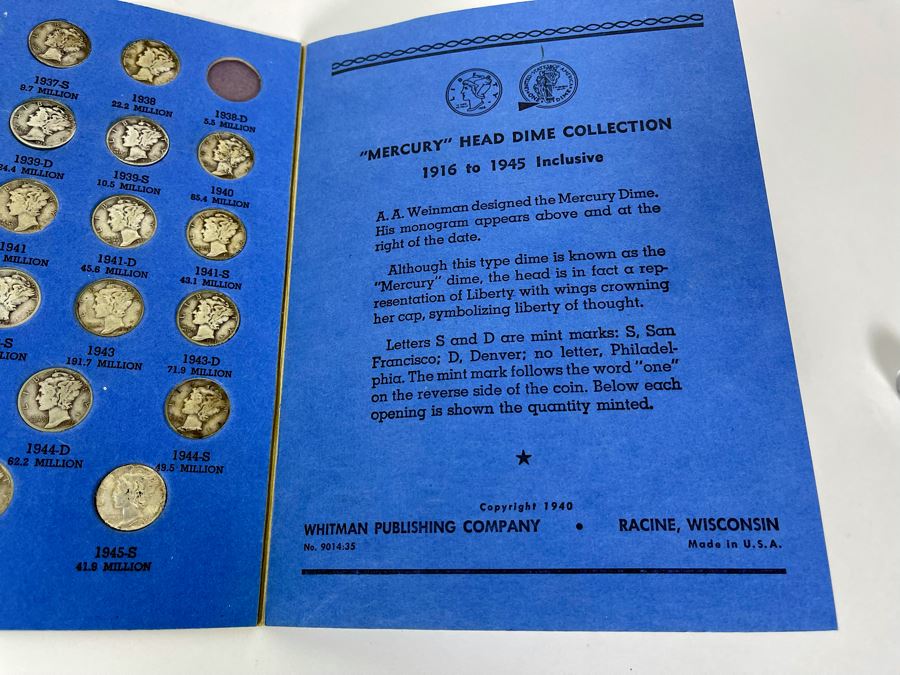 1937-S
9.7 MILLION
1938
22.2 MILLION
1938-D
5.5 MILLION
1939-D
24.4 MILLION
1939-S
10.5 MILLION
1940
65.4 MILLION
1941
MILLION
1941-D
45.6 MILLION
1941-S
43.1 MILLION
-S
LION
1943
191.7 MILLION
1943-D
71.9 MILLION
1944-D
62.2 MILLION
1944-S
49.5 MILLION
1945-S
41.9 MILLION
"MERCURY" HEAD DIME COLLECTION
1916 to 1945 Inclusive
A. A. Weinman designed the Mercury Dime.
His monogram appears above and at the
right of the date.
Although this type dime is known as the
"Mercury" dime, the head is in fact a rep-
resentation of Liberty with wings crowning
her cap, symbolizing liberty of thought.
Letters S and D are mint marks: S, San
Francisco; D, Denver; no letter, Philadel-
phia. The mint mark follows the word "one"
on the reverse side of the coin. Below each
opening is shown the quantity minted.
Copyright 1940
WHITMAN PUBLISHING COMPANY • RACINE, WISCONSIN
No. 9014:35 Made in U.S.A.